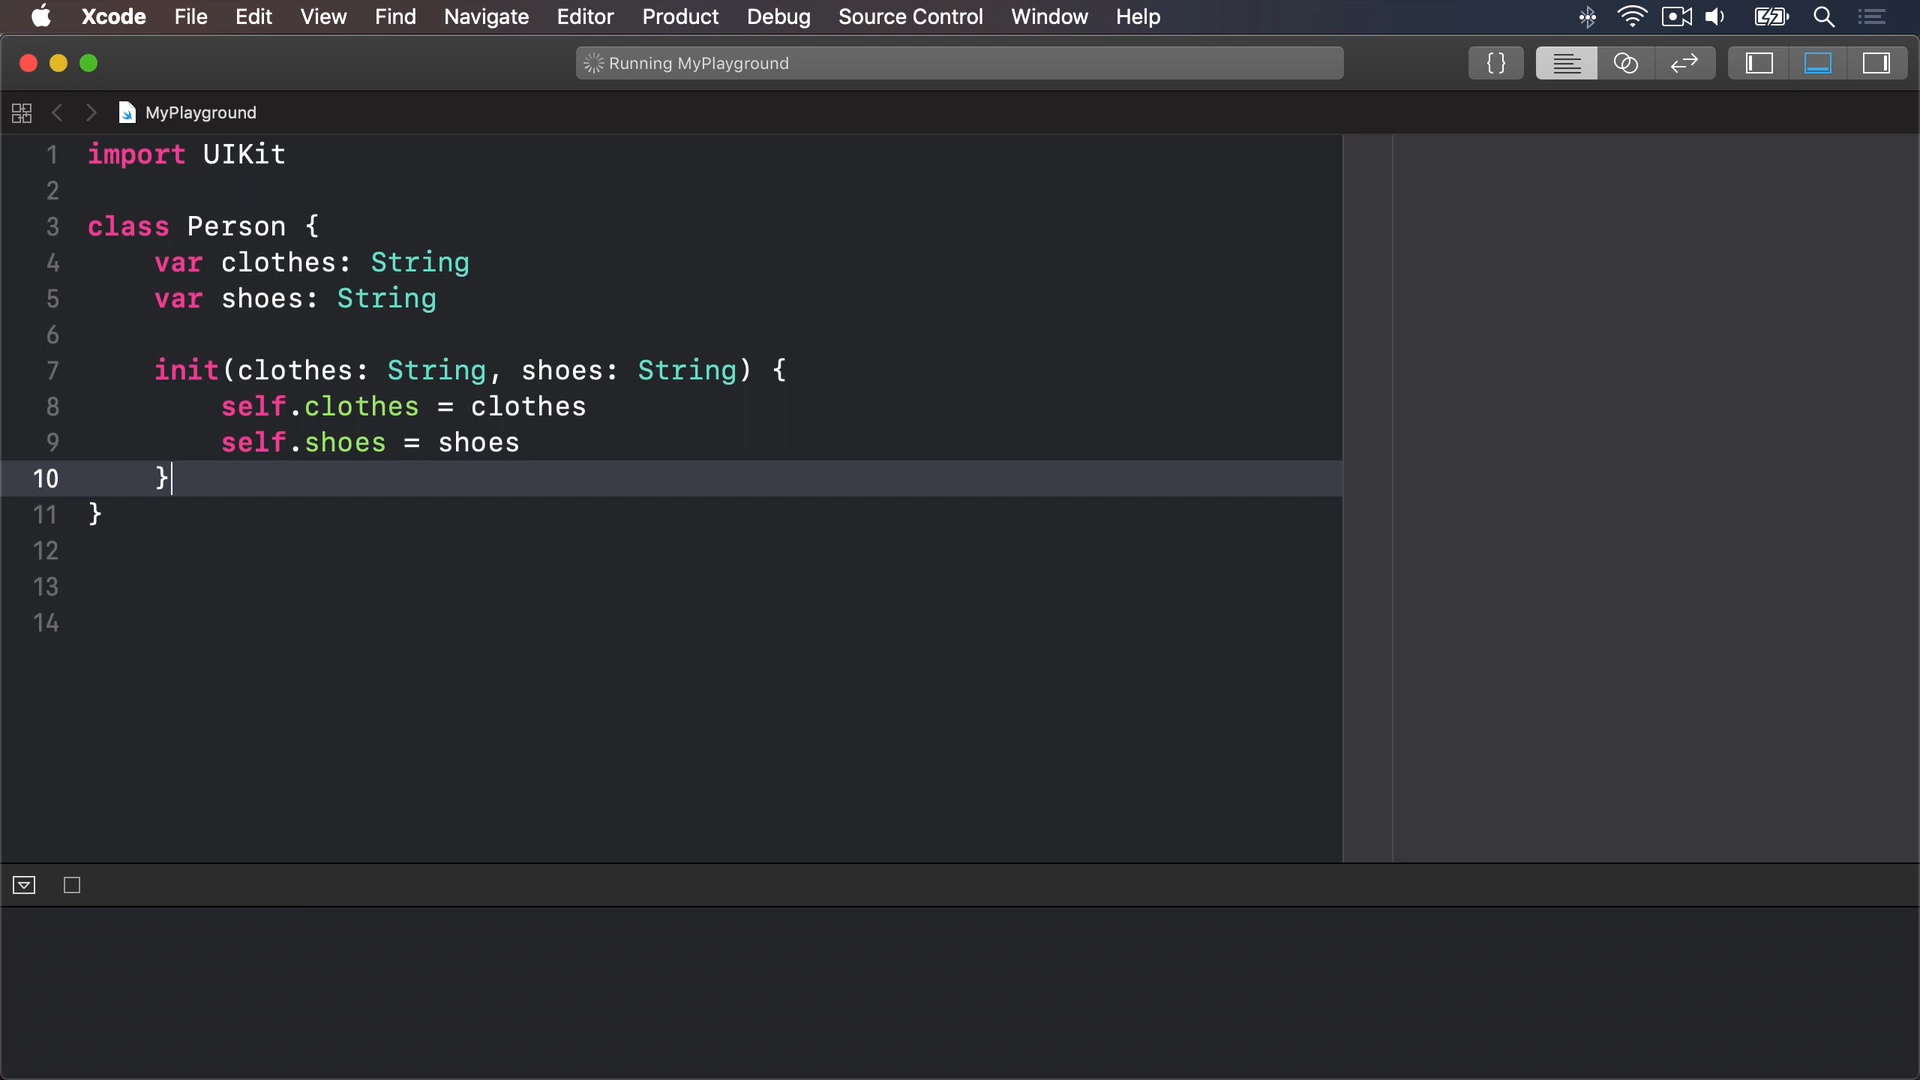 Xcode File Edit View Find Navigate Editor Product Debug Source Control Window Help
Running MyPlayground
{}
MyPlayground
1 import UIKit
2
3 class Person {
4     var clothes: String
5     var shoes: String
6
7     init(clothes: String, shoes: String) {
8         self.clothes = clothes
9         self.shoes = shoes
10     }
11 }
12
13
14